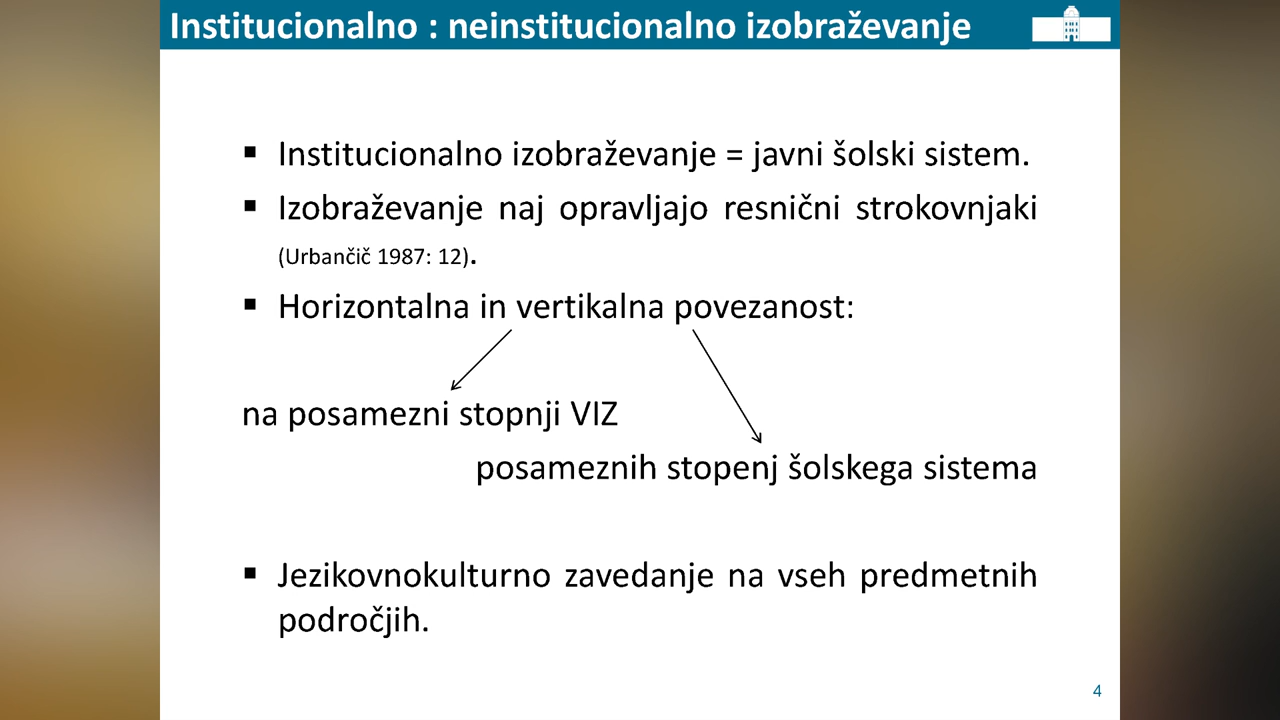 Institucionalno : neinstitucionalno izobraževanje
▪ Institucionalno izobraževanje = javni šolski sistem.
▪ Izobraževanje naj opravljajo resnični strokovnjaki
(Urbančič 1987: 12).
▪ Horizontalna in vertikalna povezanost:
na posamezni stopnji VIZ
posameznih stopenj šolskega sistema
▪ Jezikovnokulturno zavedanje na vseh predmetnih
področjih.
4